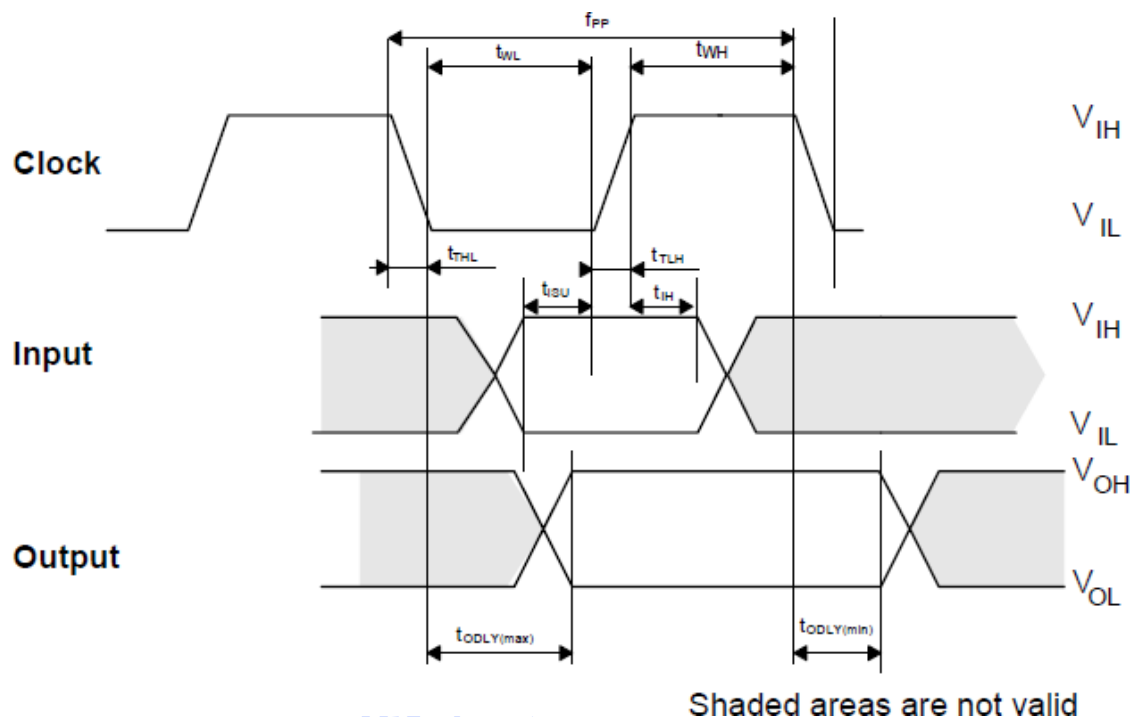 fPP
tWL
tWH
VIH
Clock
VIL
tTHL
tTLH
tISU
tIH
VIH
Input
VIL
VOH
Output
VOL
tODLY(max)
tODLY(min)
Shaded areas are not valid